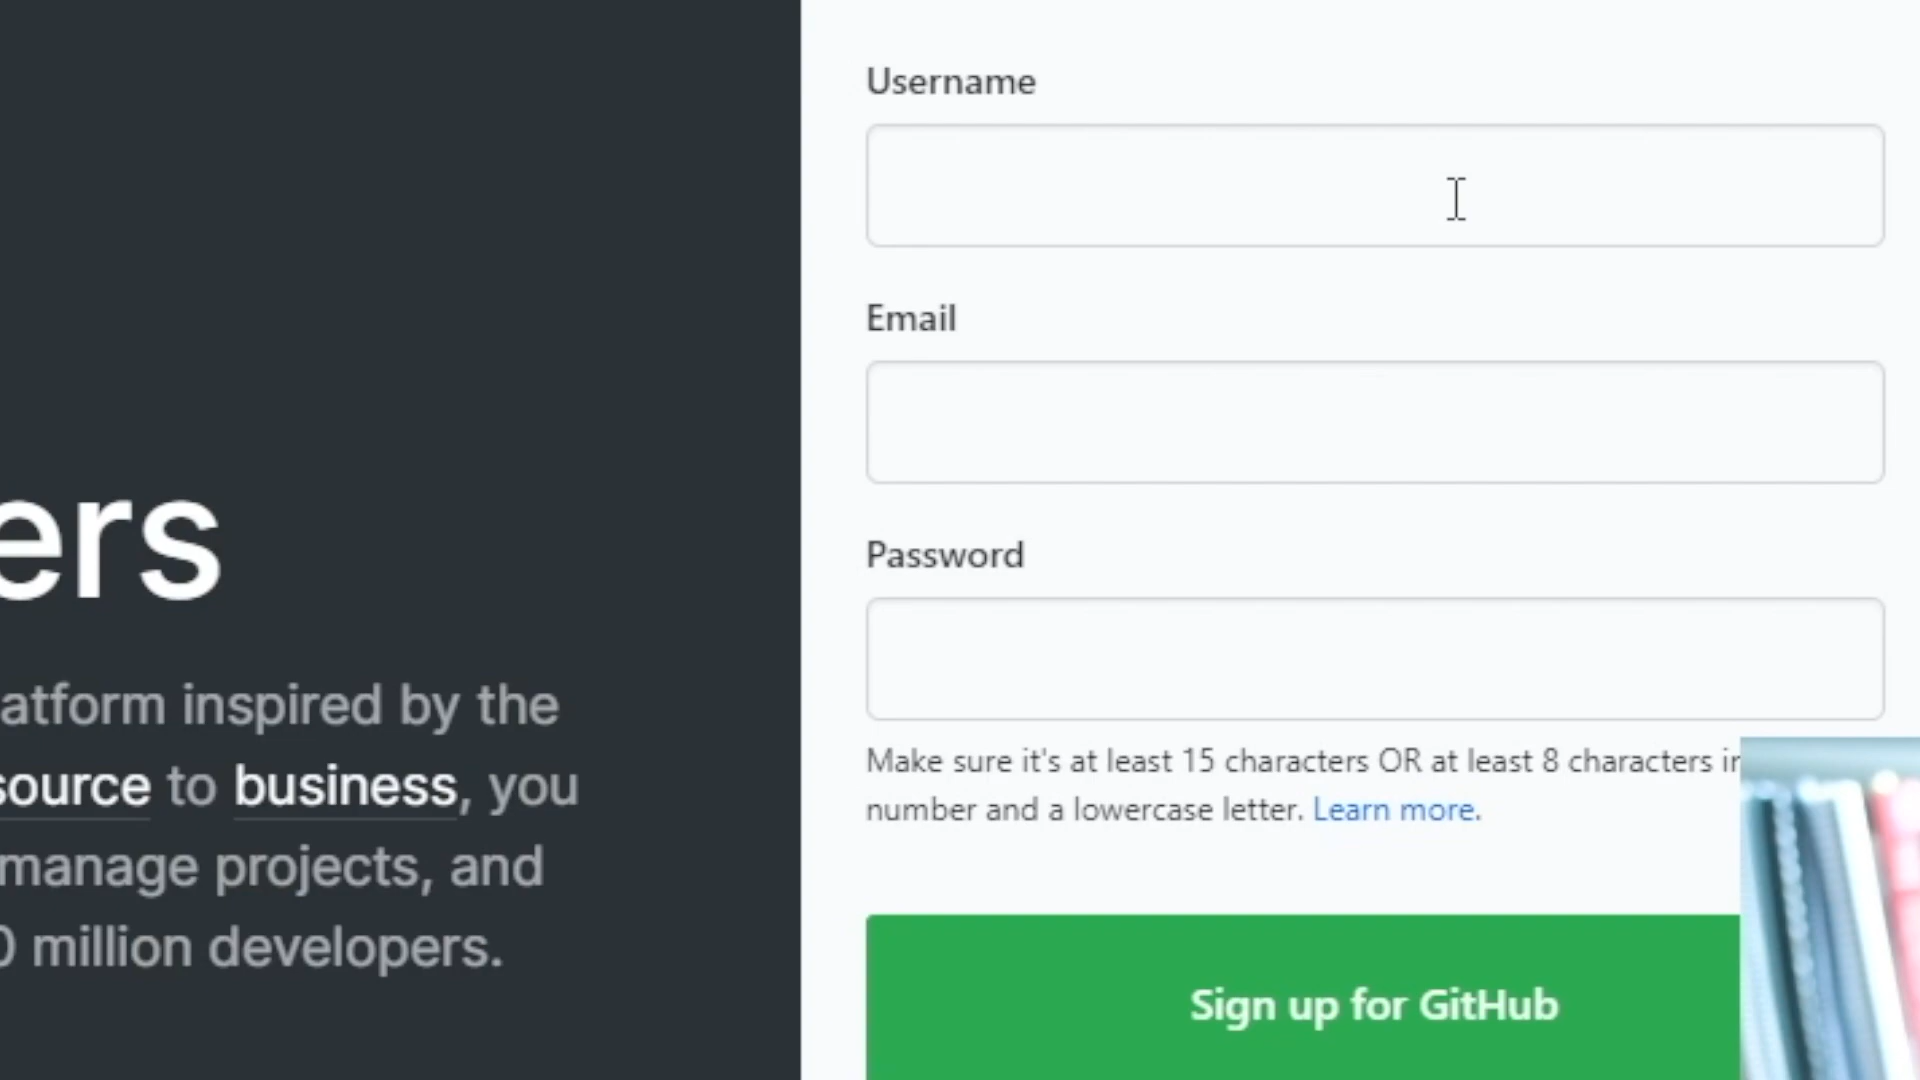 ers
atform inspired by the
source to business, you
manage projects, and
0 million developers.
Username
Email
Password
Make sure it's at least 15 characters OR at least 8 characters
number and a lowercase letter. Learn more.
Sign up for GitHub